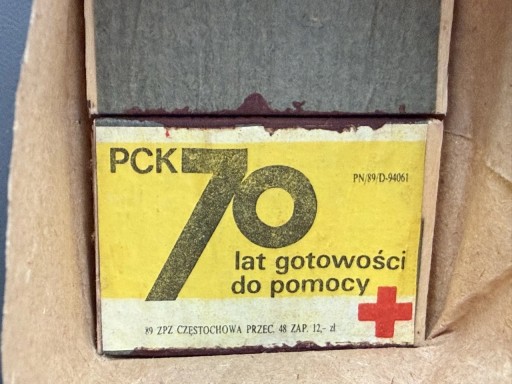 PCK 70
PN/89/D-94061
lat gotowości
do pomocy
89 ZPZ CZĘSTOCHOWA PRZEC. 48 ZAP. 12,- zł